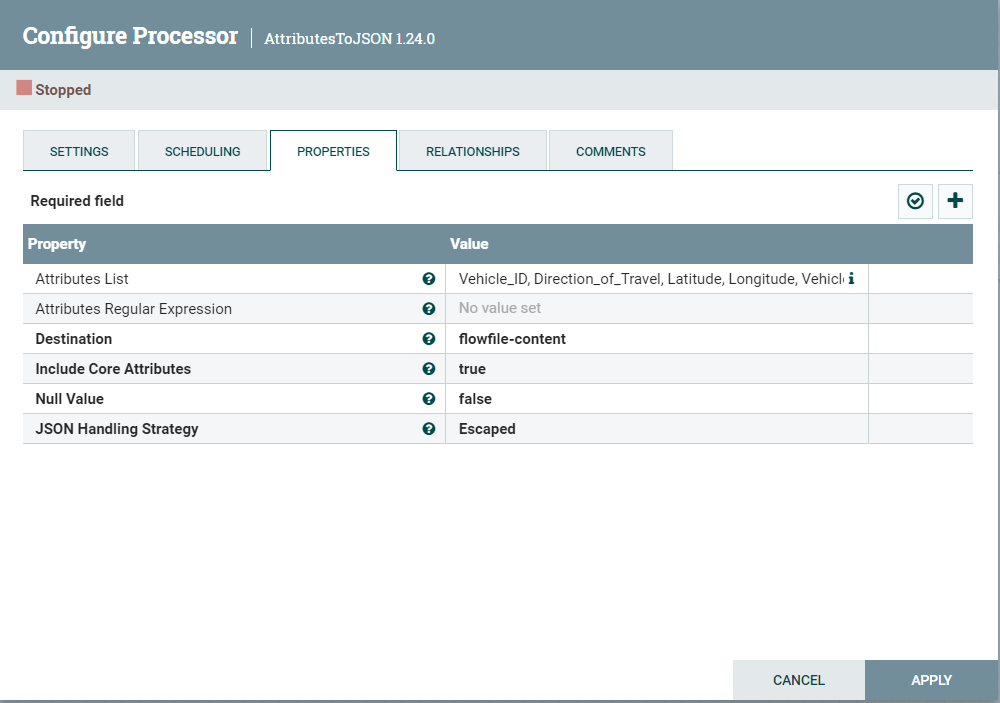 Configure Processor | AttributesToJSON 1.24.0
Stopped
SETTINGS SCHEDULING PROPERTIES RELATIONSHIPS COMMENTS
Required field
Property Value
Attributes List Vehicle_ID, Direction_of_Travel, Latitude, Longitude, Vehicl
Attributes Regular Expression No value set
Destination flowfile-content
Include Core Attributes true
Null Value false
JSON Handling Strategy Escaped
CANCEL APPLY